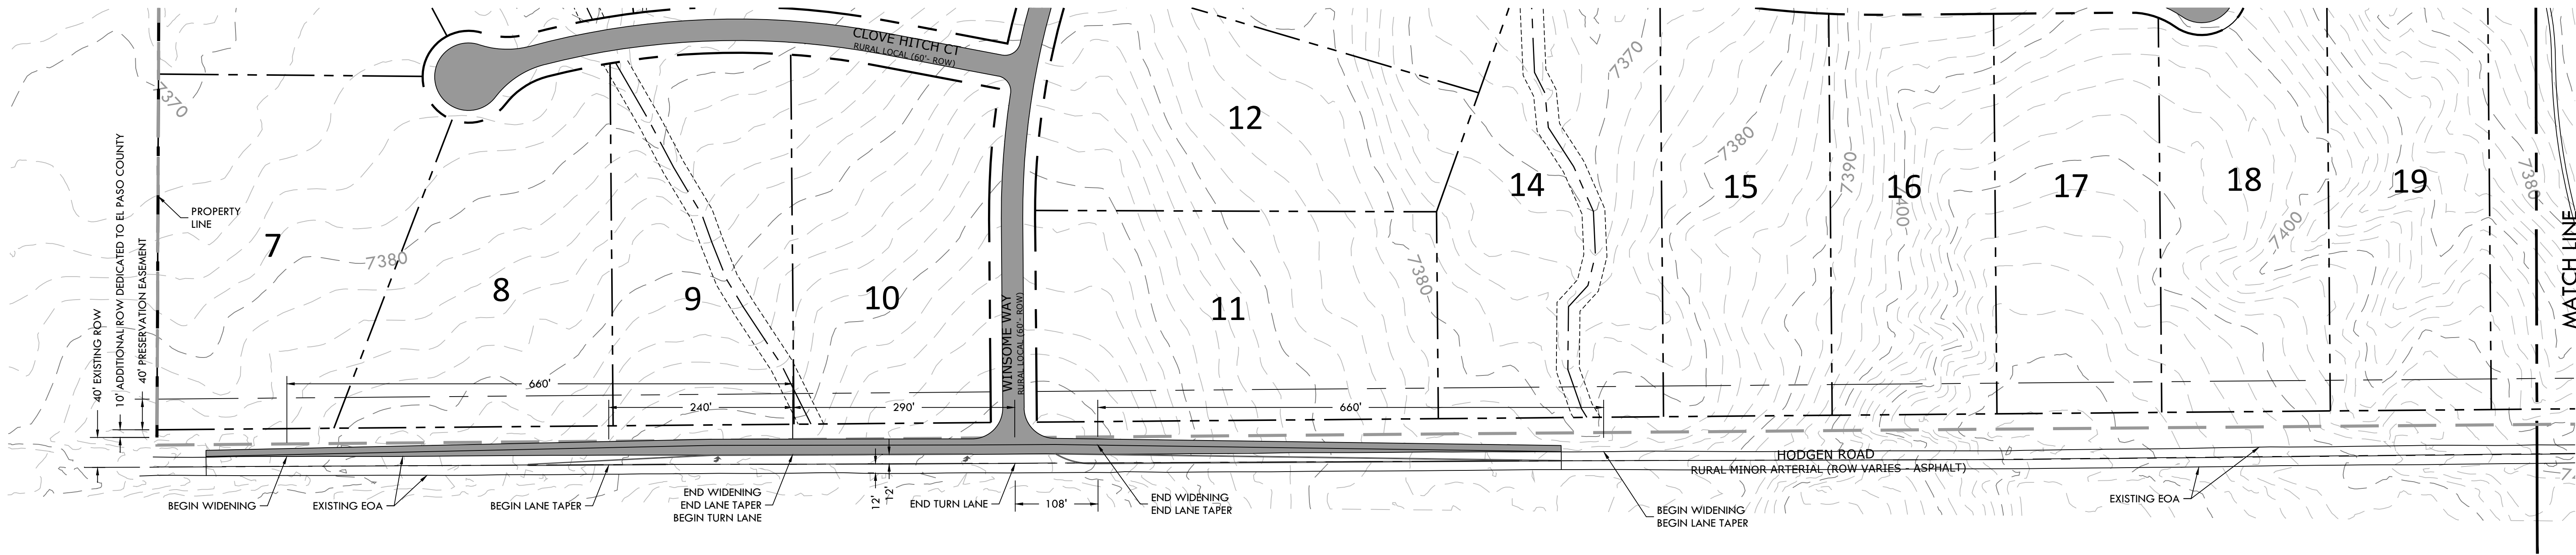 CLOVE HITCH CT
RURAL LOCAL (60'- ROW)
7370
7370
12
7380
7390
14
15
16
17
18
19
7380
7400
7400
MATCH LINE
40' EXISTING ROW
10' ADDITIONAL ROW DEDICATED TO EL PASO COUNTY
40' PRESERVATION EASEMENT
PROPERTY
LINE
7
7380
8
9
10
11
7380
WINSOME WAY
RURAL LOCAL (60'- ROW)
660'
240'
290'
660'
HODGEN ROAD
RURAL MINOR ARTERIAL (ROW VARIES - ASPHALT)
BEGIN WIDENING
EXISTING EOA
BEGIN LANE TAPER
END WIDENING
END LANE TAPER
BEGIN TURN LANE
12'
12'
END TURN LANE
108'
END WIDENING
END LANE TAPER
BEGIN WIDENING
BEGIN LANE TAPER
EXISTING EOA